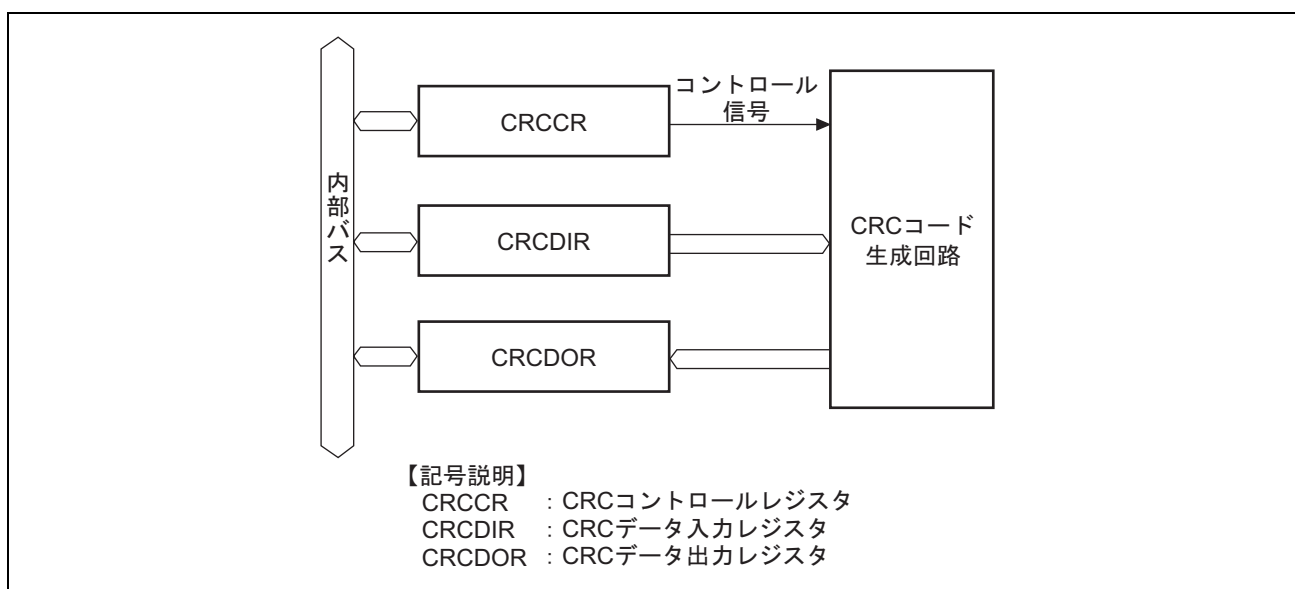 CRCCR
コントロール
信号
内部バス
CRCDIR
CRCコード
生成回路
CRCDOR
【記号説明】
CRCCR : CRCコントロールレジスタ
CRCDIR : CRCデータ入力レジスタ
CRCDOR : CRCデータ出力レジスタ